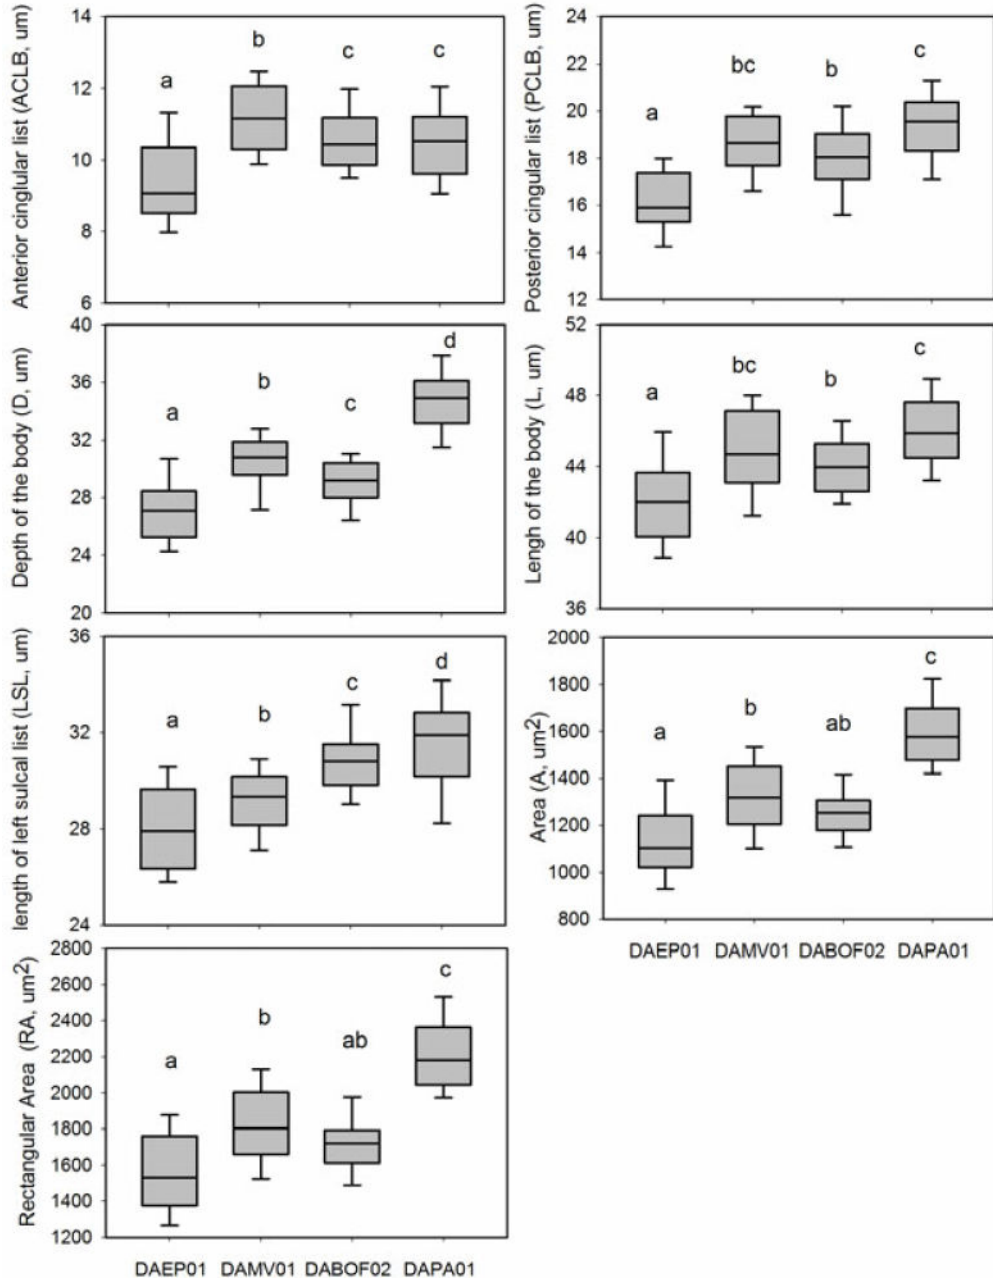 Anterior cinglular list (ACLB, um)
14
12
10
8
6
a
b
c
c
Posterior cingular list (PCLB, um)
24
22
20
18
16
14
12
a
bc
b
c
Depth of the body (D, um)
40
36
32
28
24
20
a
b
c
d
Lengh of the body (L, um)
52
48
44
40
36
a
bc
b
c
length of left sulcal list (LSL, um)
36
32
28
24
a
b
c
d
Area (A, um2)
2000
1800
1600
1400
1200
1000
800
a
b
ab
c
DAEP01 DAMV01 DABOF02 DAPA01
Rectangular Area (RA, um2)
2800
2600
2400
2200
2000
1800
1600
1400
1200
a
b
ab
c
DAEP01 DAMV01 DABOF02 DAPA01